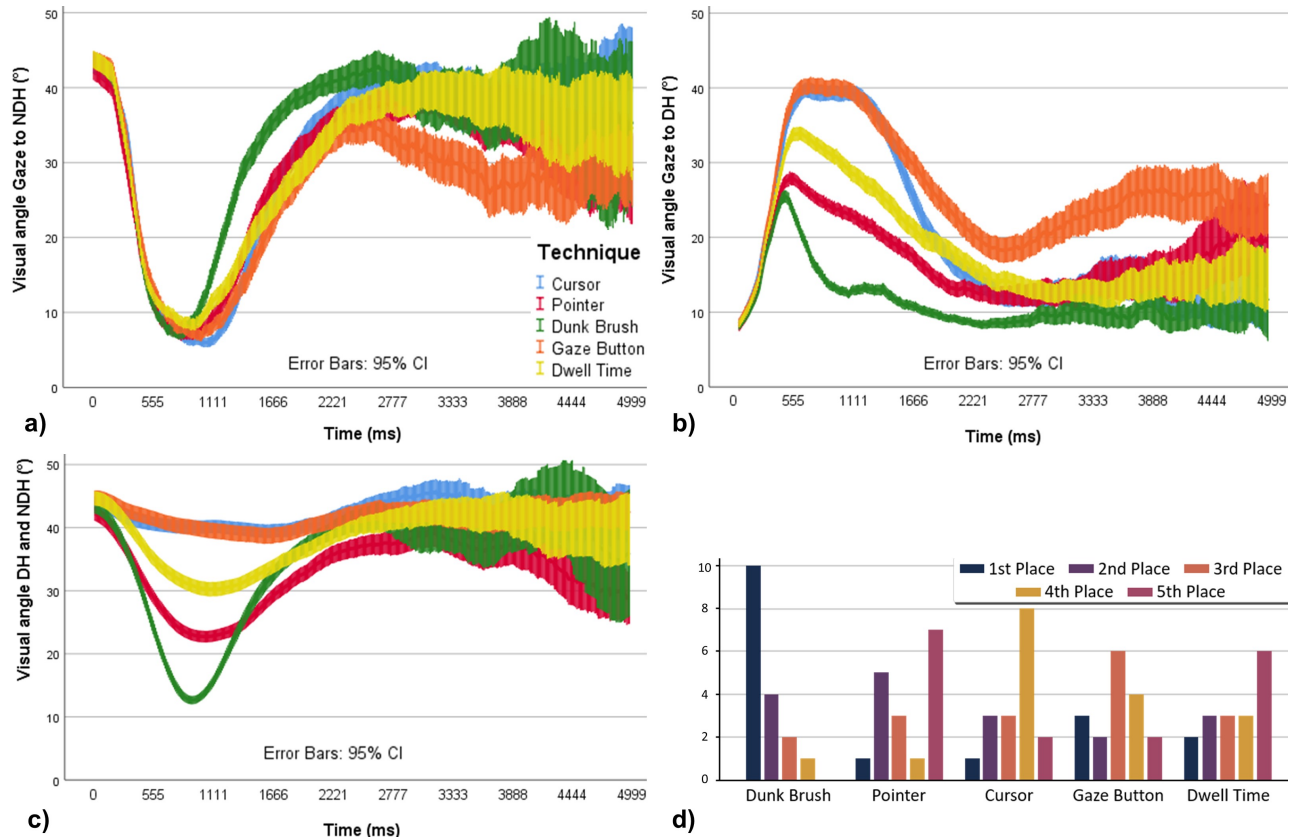 50
40
30
20
10
0
Visual angle Gaze to NDH (°)
Technique
Cursor
Pointer
Dunk Brush
Gaze Button
Dwell Time
Error Bars: 95% CI
0 555 1111 1666 2221 2777 3333 3888 4444 4999
Time (ms)
a)
50
40
30
20
10
0
Visual angle Gaze to DH (°)
Error Bars: 95% CI
0 555 1111 1666 2221 2777 3333 3888 4444 4999
Time (ms)
b)
50
40
30
20
10
0
Visual angle DH and NDH (°)
Error Bars: 95% CI
0 555 1111 1666 2221 2777 3333 3888 4444 4999
Time (ms)
c)
1st Place 2nd Place 3rd Place
4th Place 5th Place
10
8
6
4
2
0
Dunk Brush Pointer Cursor Gaze Button Dwell Time
d)